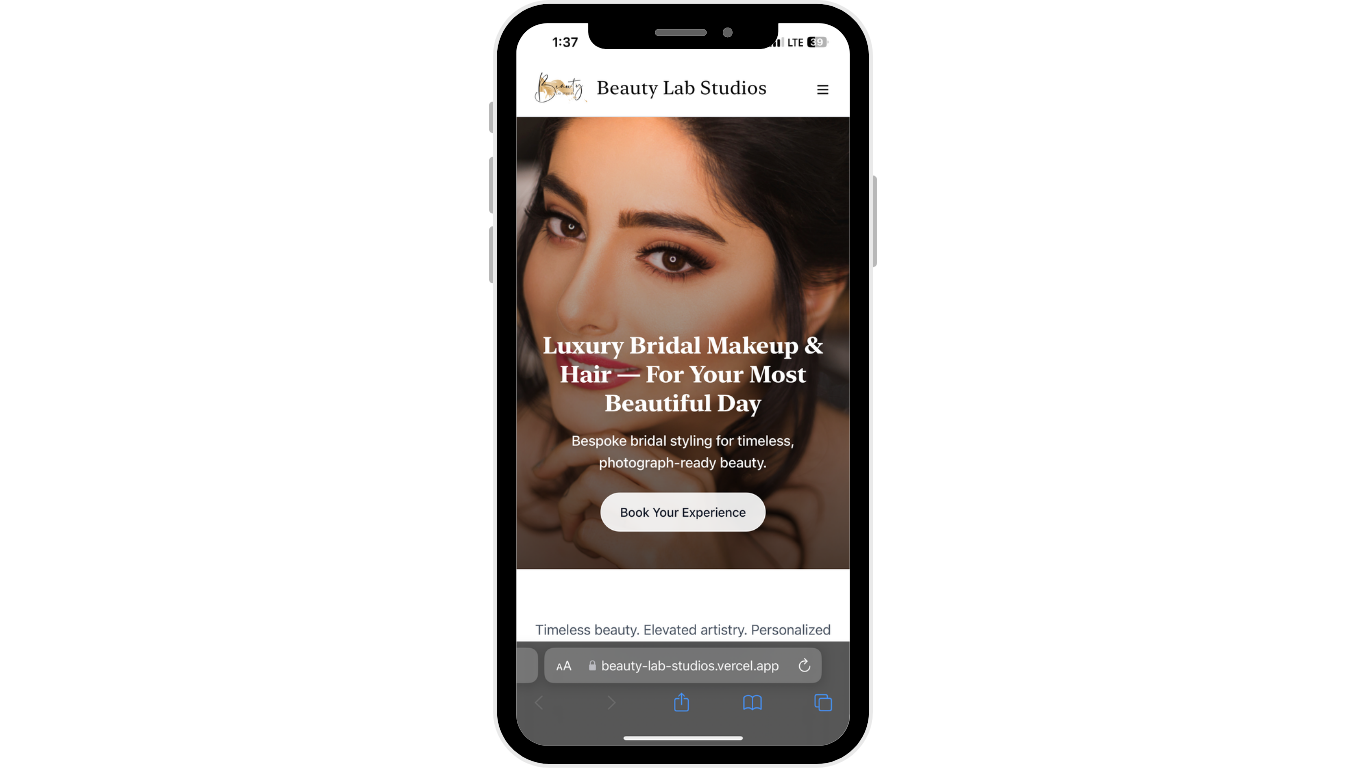 1:37
LTE 39
Beauty
Beauty Lab Studios
Luxury Bridal Makeup &
Hair — For Your Most
Beautiful Day
Bespoke bridal styling for timeless,
photograph-ready beauty.
Book Your Experience
Timeless beauty. Elevated artistry. Personalized
AA beauty-lab-studios.vercel.app